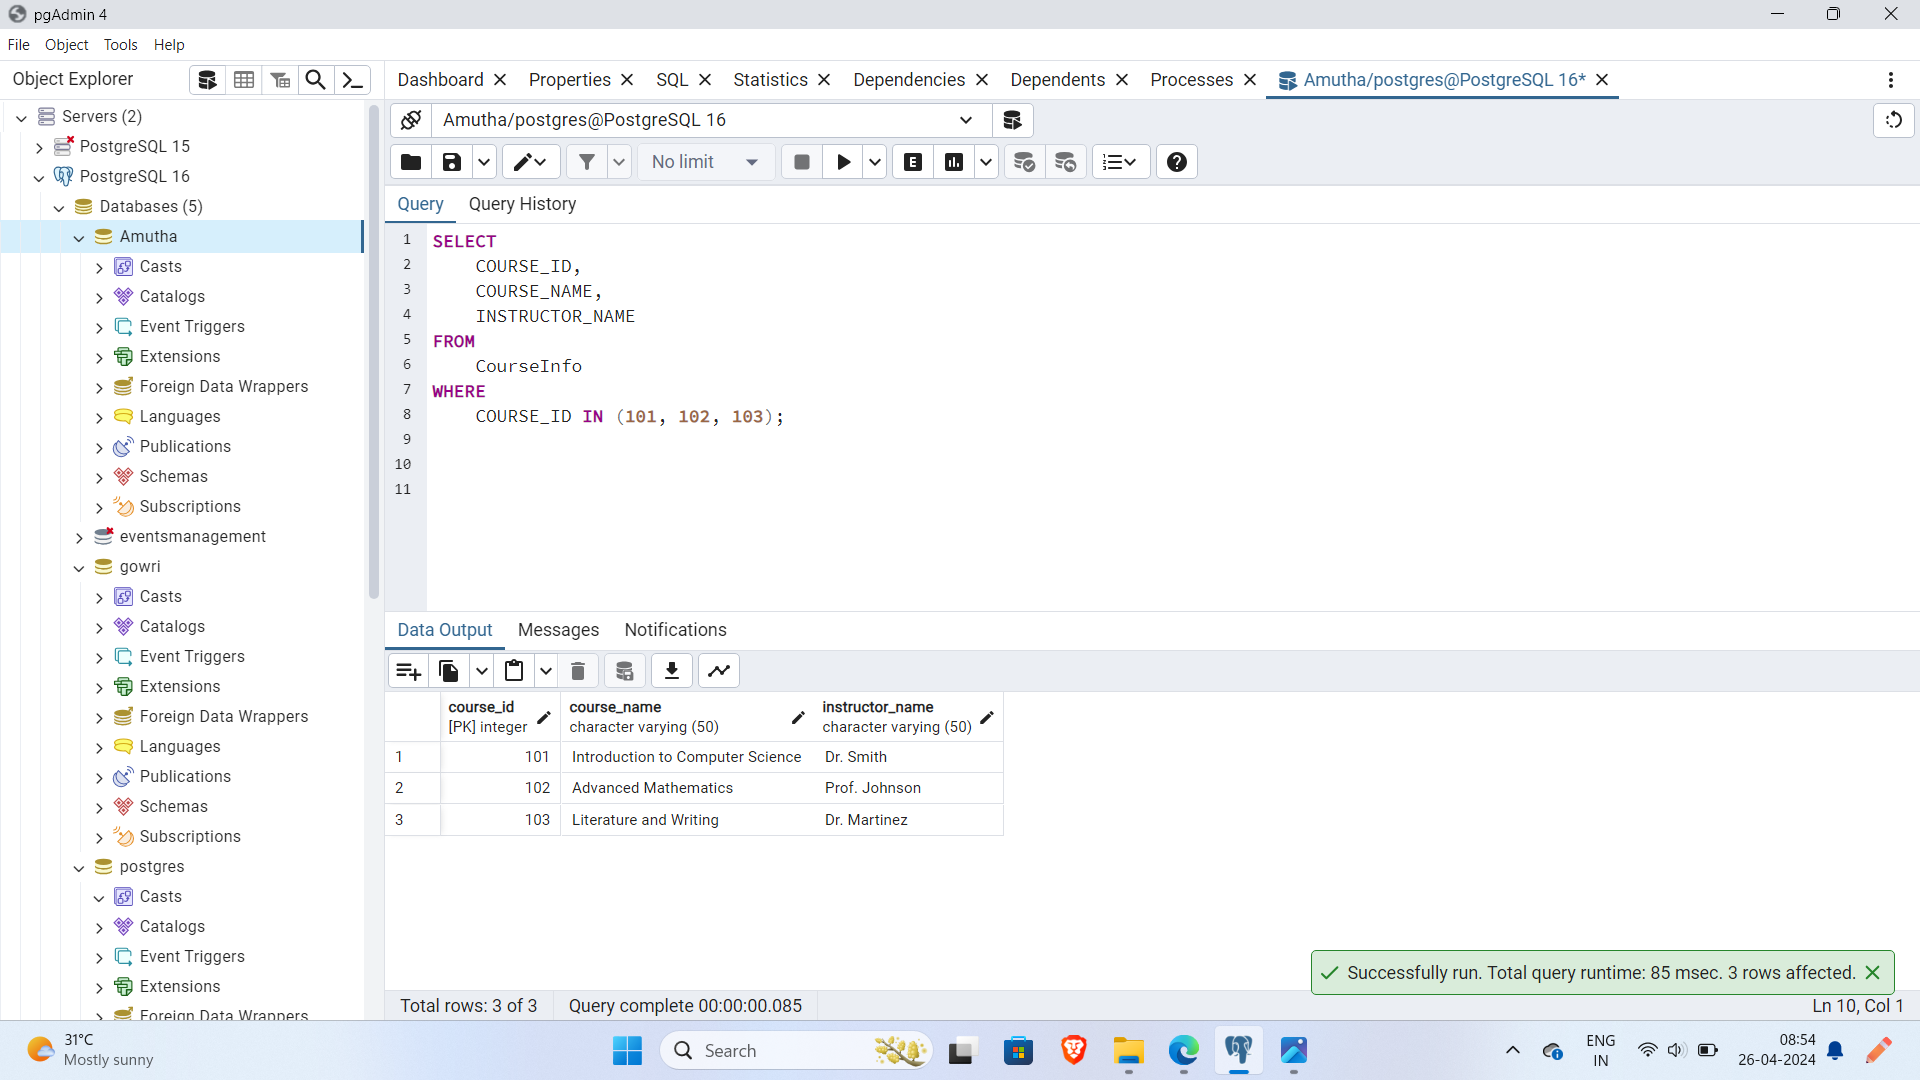 pgAdmin 4
File Object Tools Help
Object Explorer
Dashboard Properties SQL Statistics Dependencies Dependents Processes Amutha/postgres@PostgreSQL 16*
Servers (2)
PostgreSQL 15
PostgreSQL 16
Databases (5)
Amutha
Casts
Catalogs
Event Triggers
Extensions
Foreign Data Wrappers
Languages
Publications
Schemas
Subscriptions
eventsmanagement
gowri
Casts
Catalogs
Event Triggers
Extensions
Foreign Data Wrappers
Languages
Publications
Schemas
Subscriptions
postgres
Casts
Catalogs
Event Triggers
Extensions
Foreign Data Wrappers
Amutha/postgres@PostgreSQL 16
No limit
E
Query Query History
1 SELECT
2 COURSE_ID,
3 COURSE_NAME,
4 INSTRUCTOR_NAME
5 FROM
6 CourseInfo
7 WHERE
8 COURSE_ID IN (101, 102, 103);
9
10
11
Data Output Messages Notifications
course_id course_name instructor_name
[PK] integer character varying (50) character varying (50)
1 101 Introduction to Computer Science Dr. Smith
2 102 Advanced Mathematics Prof. Johnson
3 103 Literature and Writing Dr. Martinez
Successfully run. Total query runtime: 85 msec. 3 rows affected.
Total rows: 3 of 3 Query complete 00:00:00.085 Ln 10, Col 1
31°C
Mostly sunny
Search
ENG
IN
08:54
26-04-2024